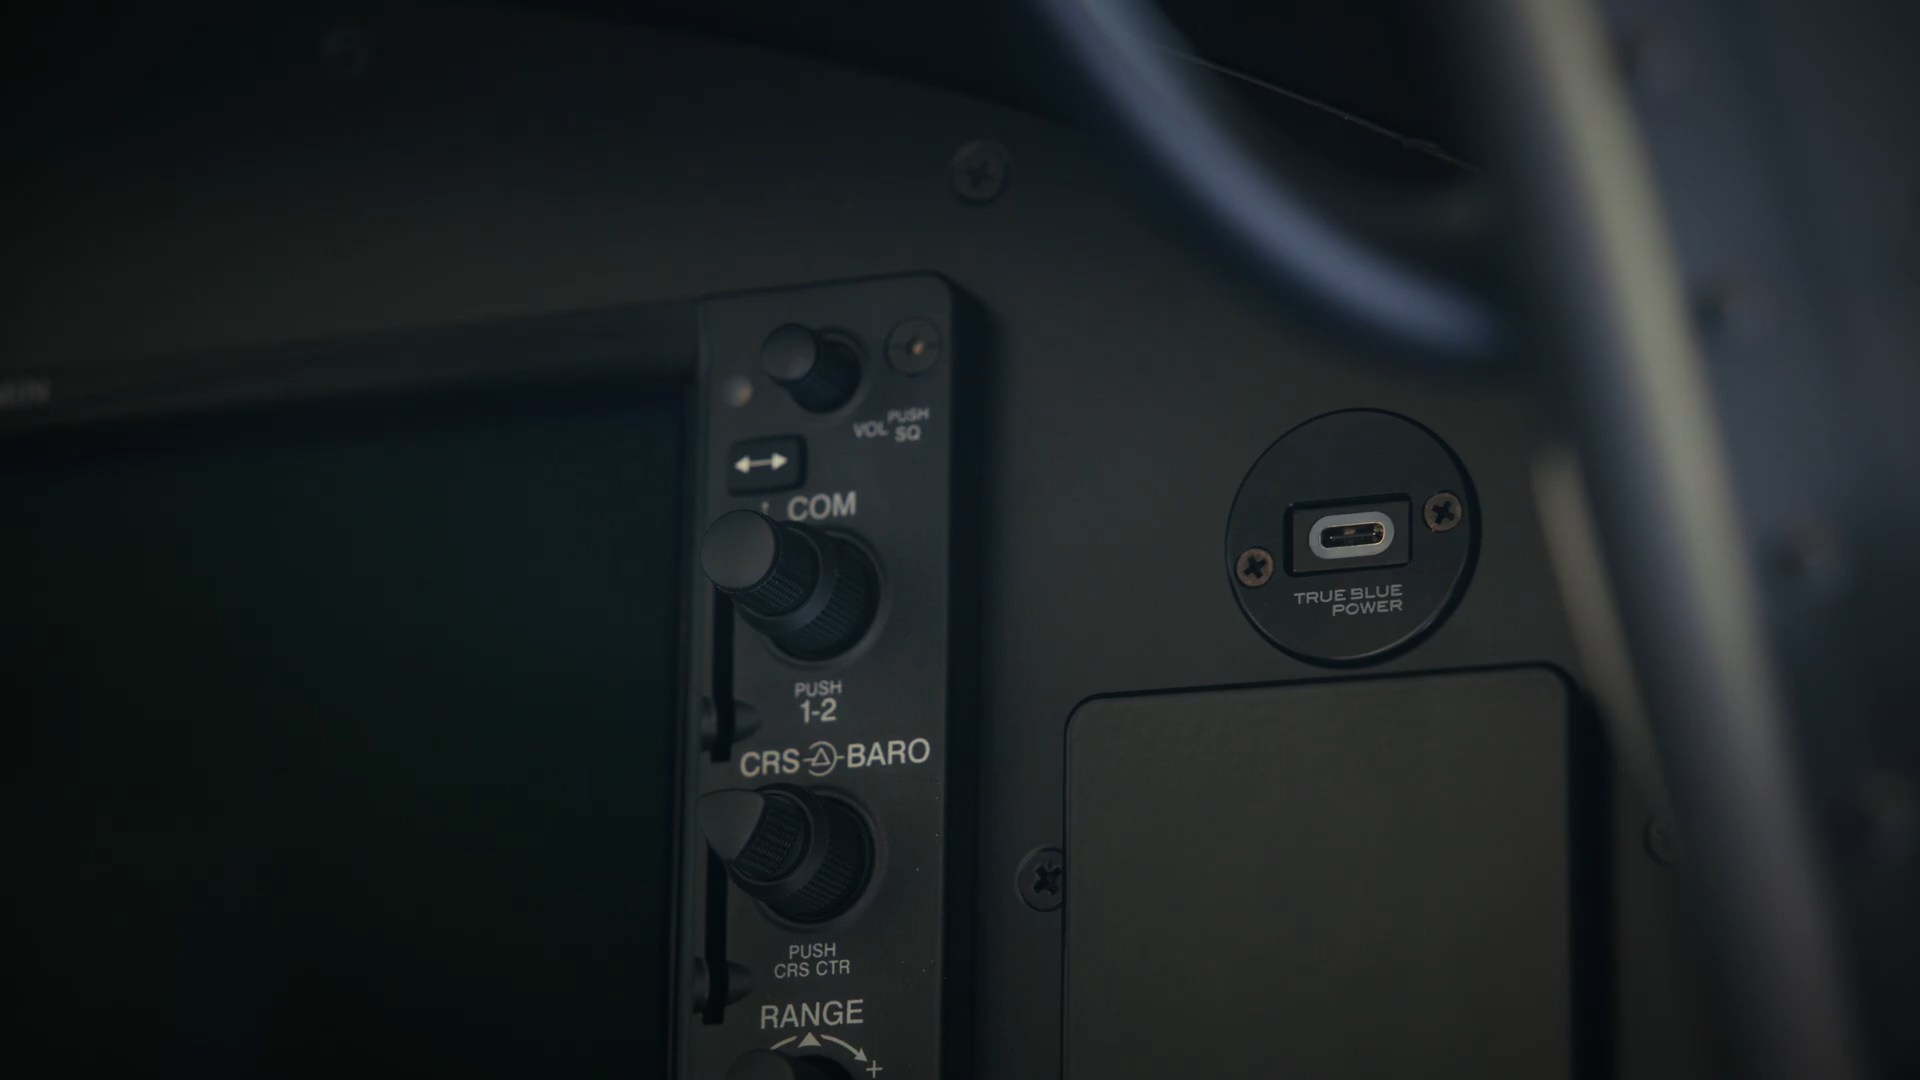 VOL PUSH
SQ
COM
PUSH
1-2
CRS BARO
PUSH
CRS CTR
RANGE
+
TRUE BLUE
POWER